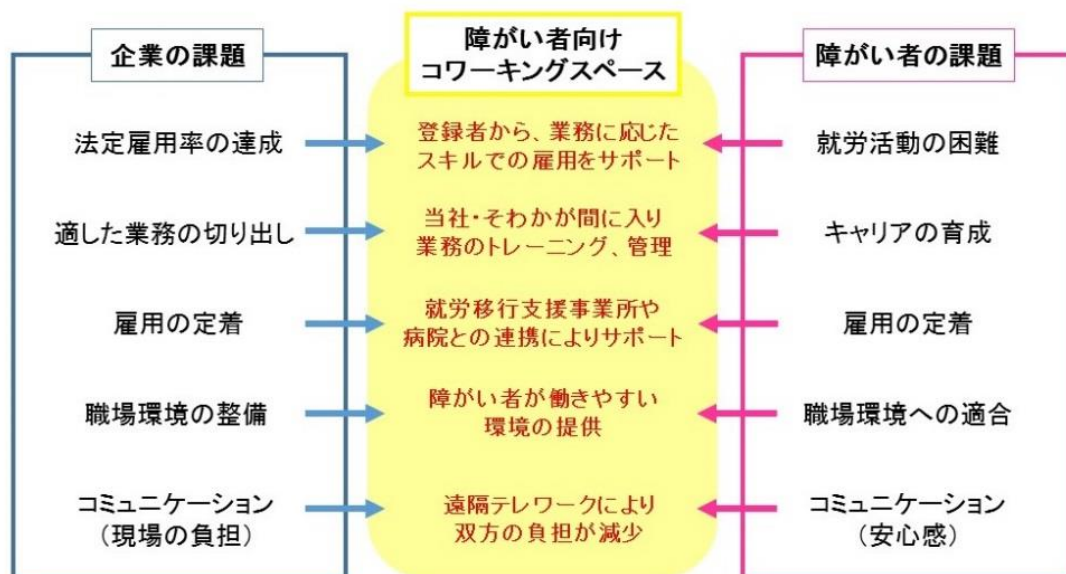 企業の課題
障がい者向け
コワーキングスペース
障がい者の課題
法定雇用率の達成
登録者から、業務に応じた
スキルでの雇用をサポート
就労活動の困難
適した業務の切り出し
当社・そわかが間に入り
業務のトレーニング、管理
キャリアの育成
雇用の定着
就労移行支援事業所や
病院との連携によりサポート
雇用の定着
職場環境の整備
障がい者が働きやすい
環境の提供
職場環境への適合
コミュニケーション
(現場の負担)
遠隔テレワークにより
双方の負担が減少
コミュニケーション
(安心感)